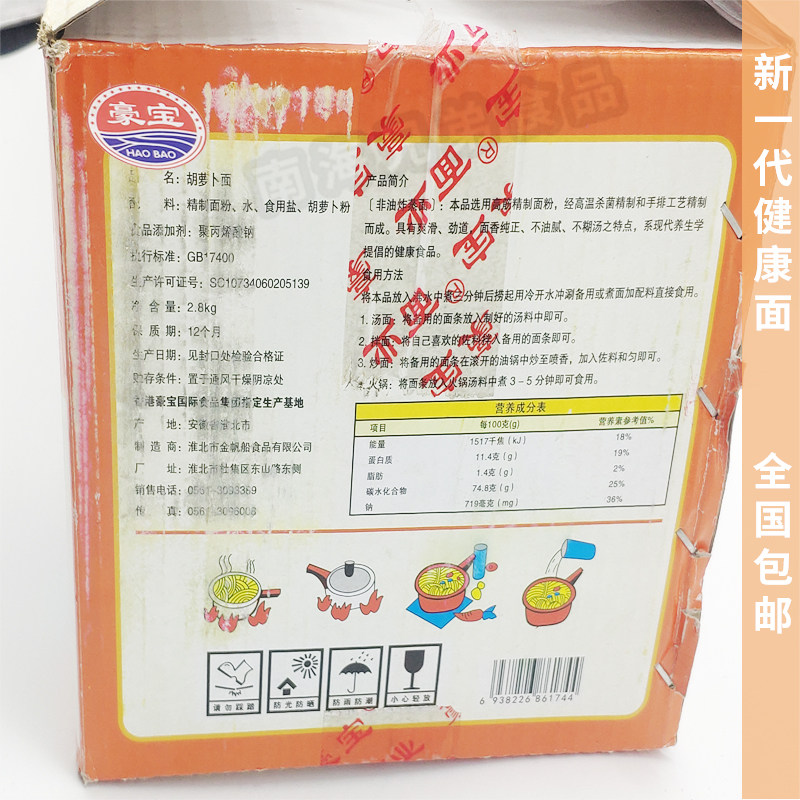 豪宝
HAO BAO
南海兄弟食品
名：胡萝卜面
料：精制面粉、水、食用盐、胡萝卜粉
食品添加剂：聚丙烯酸钠
执行标准：GB17400
生产许可证号：SC10734060205139
净 含 量：2.8kg
保 质 期：12个月
生产日期：见封口处检验合格证
贮存条件：置于通风干燥阴凉处
香港豪宝国际食品集团指定生产基地
产　地：安徽省淮北市
制 造 商：淮北市金帆船食品有限公司
厂　址：淮北市杜集区东山路东侧
销售电话：0561-3093389
传　真：0561-3096008
产品简介
［非油炸蒸面］：本品选用高筋精制面粉，经高温杀菌精制和手排工艺精制
而成。具有爽滑、劲道，面香纯正、不油腻、不糊汤之特点，系现代养生学
提倡的健康食品。
食用方法
将本品放入沸水中煮三分钟后捞起用冷开水冲涮备用或煮面加配料直接食用。
1. 汤面：将备用的面条放入制好的汤料中即可。
2. 拌面：将自己喜欢的佐料拌入备用的面条即可。
3. 炒面：将备用的面条在滚开的油锅中炒至喷香，加入佐料和匀即可。
4. 火锅：将面条放入火锅汤料中煮 3－5 分钟即可食用。
营养成分表
项目 每100克(g) 营养素参考值%
能量 1517千焦（kJ） 18%
蛋白质 11.4克（g） 19%
脂肪 1.4克（g） 2%
碳水化合物 74.8克（g） 25%
钠 719毫克（mg） 36%
请勿踩踏
防光防晒
防雨防潮
小心轻放
6 938226 861744
豪宝
业
新一代健康面
全国包邮